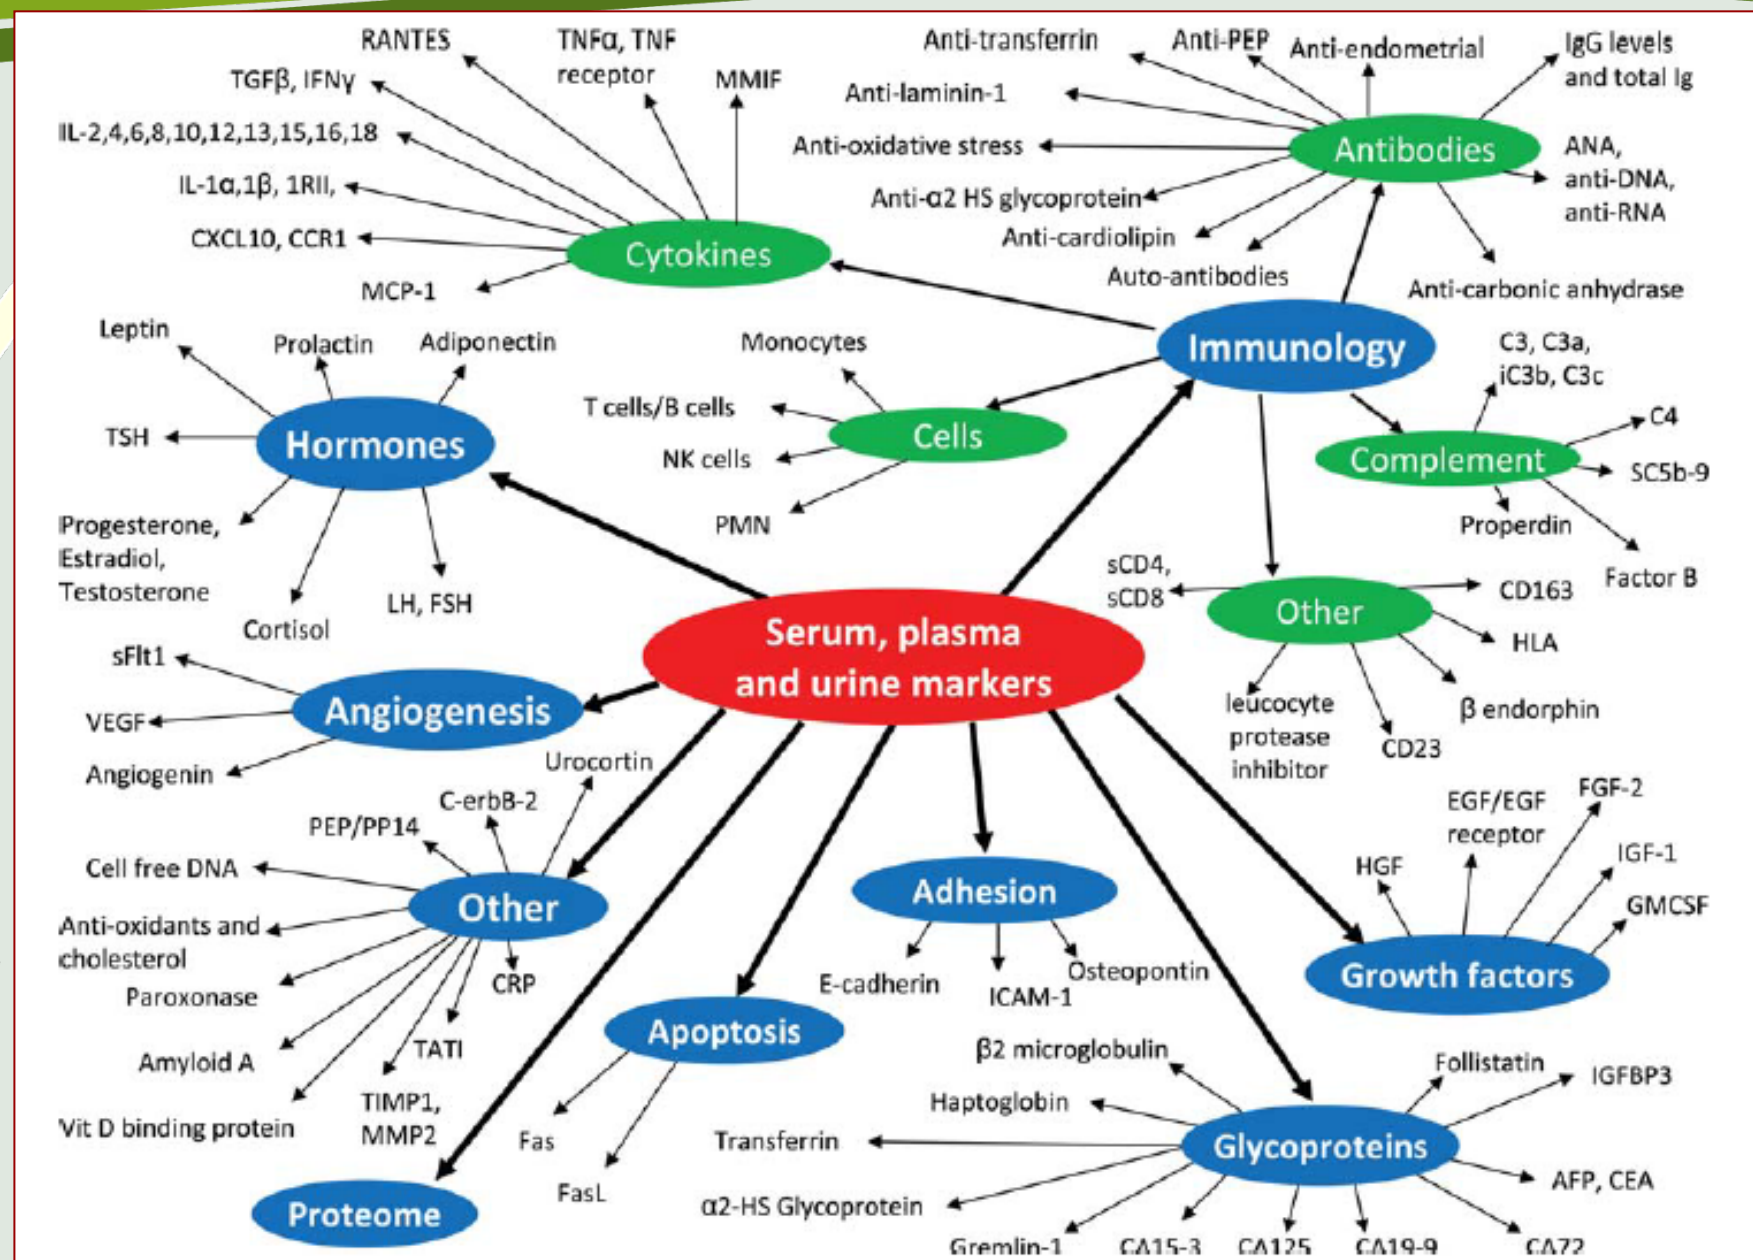 RANTES
TNFα, TNF
receptor
MMIF
TGFβ, IFNγ
IL-2,4,6,8,10,12,13,15,16,18
IL-1α,1β, 1RII,
CXCL10, CCR1
MCP-1
Cytokines
Anti-transferrin
Anti-PEP
Anti-endometrial
IgG levels
and total Ig
Anti-laminin-1
Anti-oxidative stress
Antibodies
ANA,
anti-DNA,
anti-RNA
Anti-α2 HS glycoprotein
Anti-cardiolipin
Auto-antibodies
Anti-carbonic anhydrase
Immunology
Leptin
Prolactin
Adiponectin
TSH
Hormones
Progesterone,
Estradiol,
Testosterone
Cortisol
LH, FSH
Monocytes
T cells/B cells
Cells
NK cells
PMN
C3, C3a,
iC3b, C3c
C4
Complement
SC5b-9
Properdin
Factor B
sCD4,
sCD8
Other
CD163
HLA
β endorphin
CD23
leucocyte
protease
inhibitor
Serum, plasma
and urine markers
sFlt1
Angiogenesis
VEGF
Angiogenin
Urocortin
C-erbB-2
PEP/PP14
Cell free DNA
Other
Anti-oxidants and
cholesterol
Paroxonase
CRP
Amyloid A
TATI
Vit D binding protein
TIMP1,
MMP2
Proteome
Apoptosis
Fas
FasL
Adhesion
E-cadherin
ICAM-1
Osteopontin
EGF/EGF
receptor
FGF-2
HGF
IGF-1
GMCSF
Growth factors
β2 microglobulin
Follistatin
IGFBP3
Haptoglobin
Transferrin
Glycoproteins
α2-HS Glycoprotein
AFP, CEA
Gremlin-1
CA15-3
CA125
CA19-9
CA72